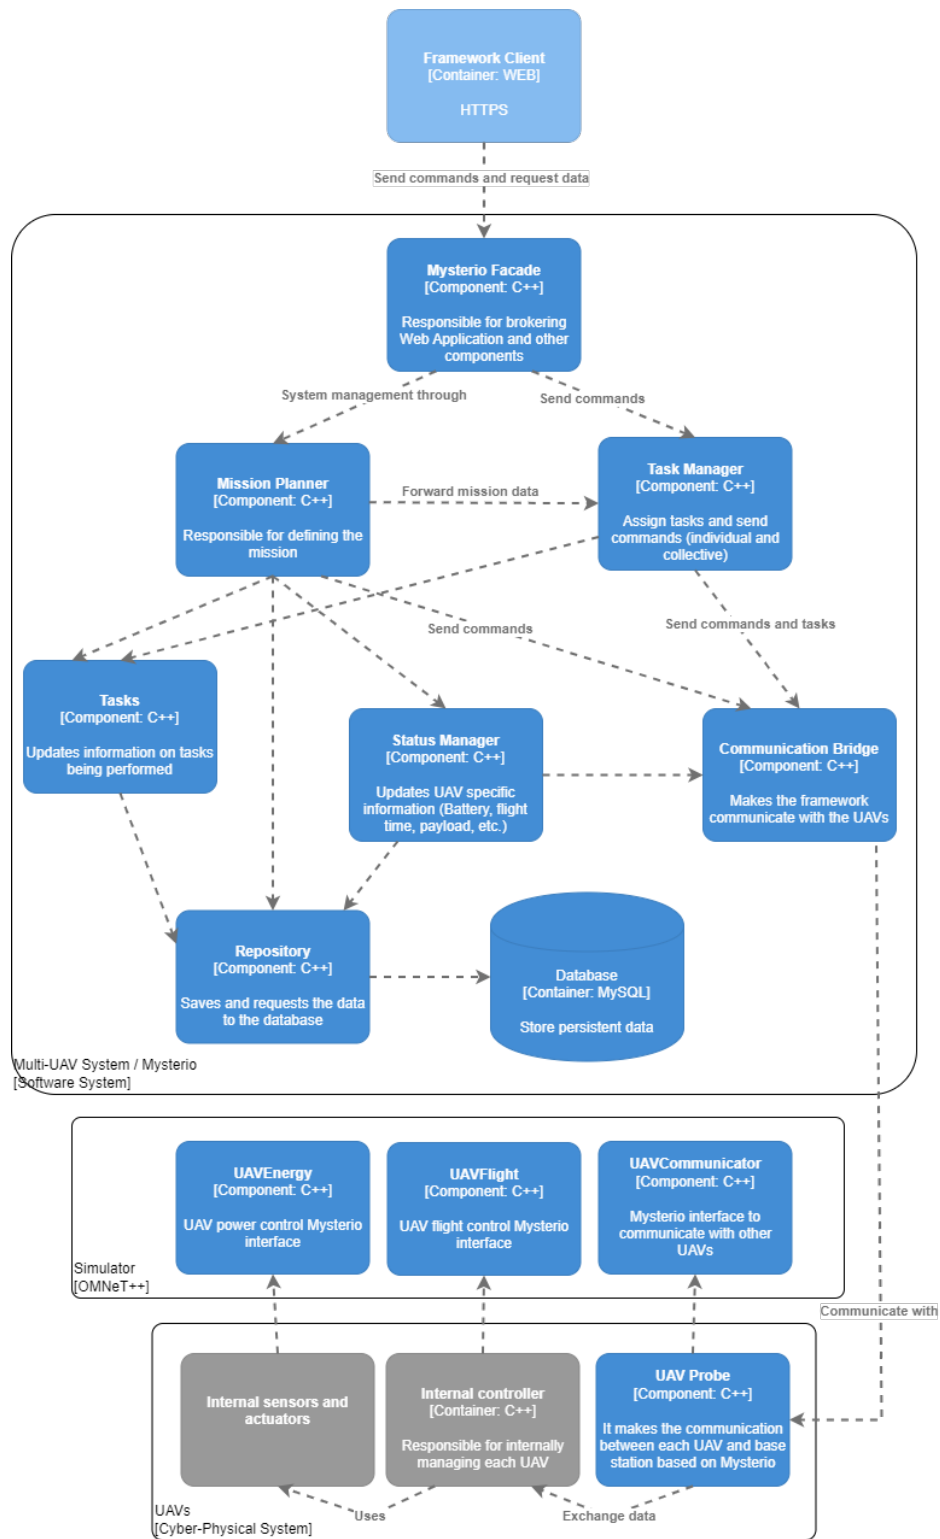 Framework Client
[Container: WEB]
HTTPS
Send commands and request data
Mysterio Facade
[Component: C++]
Responsible for brokering
Web Application and other
components
System management through
Send commands
Mission Planner
[Component: C++]
Responsible for defining the
mission
Forward mission data
Task Manager
[Component: C++]
Assign tasks and send
commands (individual and
collective)
Send commands
Send commands and tasks
Tasks
[Component: C++]
Updates information on tasks
being performed
Status Manager
[Component: C++]
Updates UAV specific
information (Battery, flight
time, payload, etc.)
Communication Bridge
[Component: C++]
Makes the framework
communicate with the UAVs
Repository
[Component: C++]
Saves and requests the data
to the database
Database
[Container: MySQL]
Store persistent data
Multi-UAV System / Mysterio
[Software System]
UAVEnergy
[Component: C++]
UAV power control Mysterio
interface
UAVFlight
[Component: C++]
UAV flight control Mysterio
interface
UAVCommunicator
[Component: C++]
Mysterio interface to
communicate with other
UAVs
Simulator
[OMNeT++]
Communicate with
Internal sensors and
actuators
Internal controller
[Container: C++]
Responsible for internally
managing each UAV
UAV Probe
[Component: C++]
It makes the communication
between each UAV and base
station based on Mysterio
Uses
Exchange data
UAVs
[Cyber-Physical System]